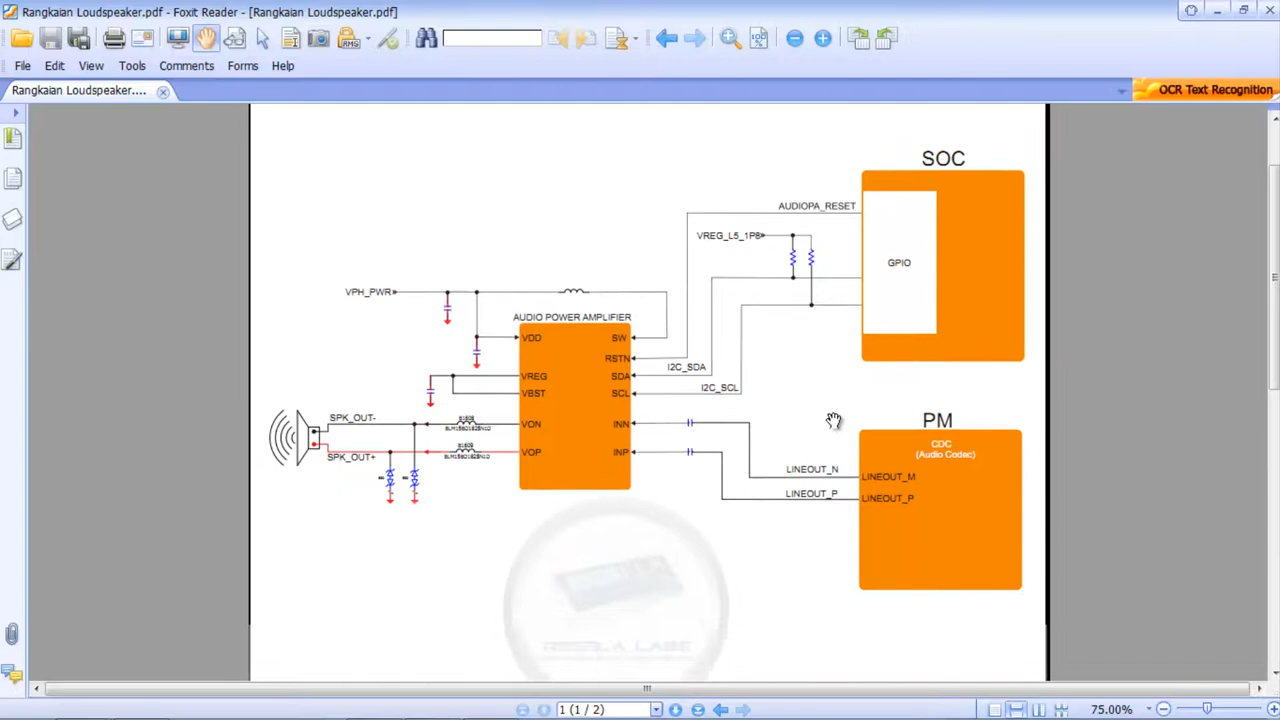 Rangkaian Loudspeaker.pdf - Foxit Reader - [Rangkaian Loudspeaker.pdf]
File Edit View Tools Comments Forms Help
Rangkaian Loudspeaker....
OCR Text Recognition
SOC
AUDIOPA_RESET
VREG_L5_1P8
GPIO
VPH_PWR
AUDIO POWER AMPLIFIER
VDD
SW
RSTN
I2C_SDA
VREG
SDA
I2C_SCL
VBST
SCL
SPK_OUT-
VON
INN
PM
CDC
(Audio Codec)
SPK_OUT+
VOP
INP
LINEOUT_N
LINEOUT_M
LINEOUT_P
LINEOUT_P
1 (1 / 2)
75.00%